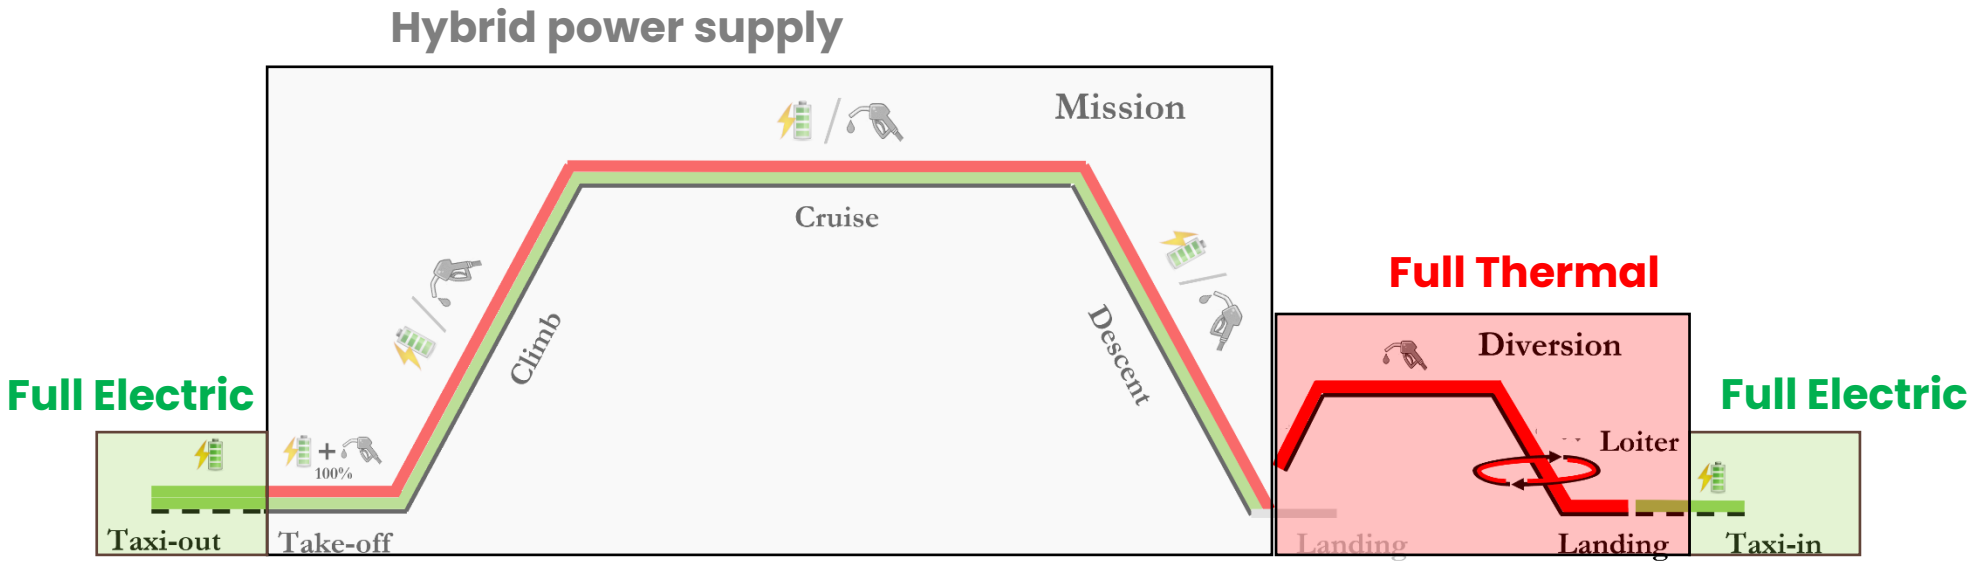 Hybrid power supply
Mission
Cruise
Climb
Descent
Full Thermal
Diversion
Loiter
Full Electric
Full Electric
+
100%
Taxi-out
Take-off
Landing
Landing
Taxi-in